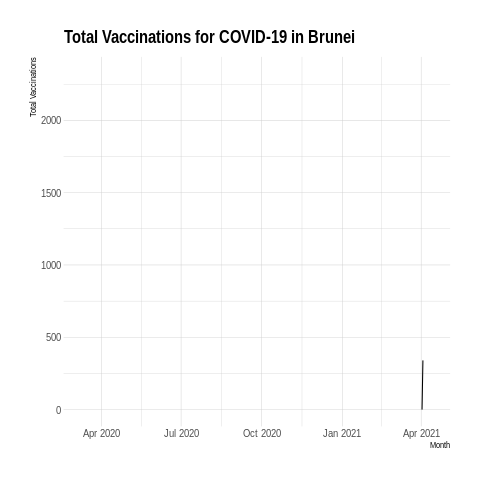 Total Vaccinations for COVID-19 in Brunei
Total Vaccinations
2000
1500
1000
500
0
Apr 2020 Jul 2020 Oct 2020 Jan 2021 Apr 2021
Month